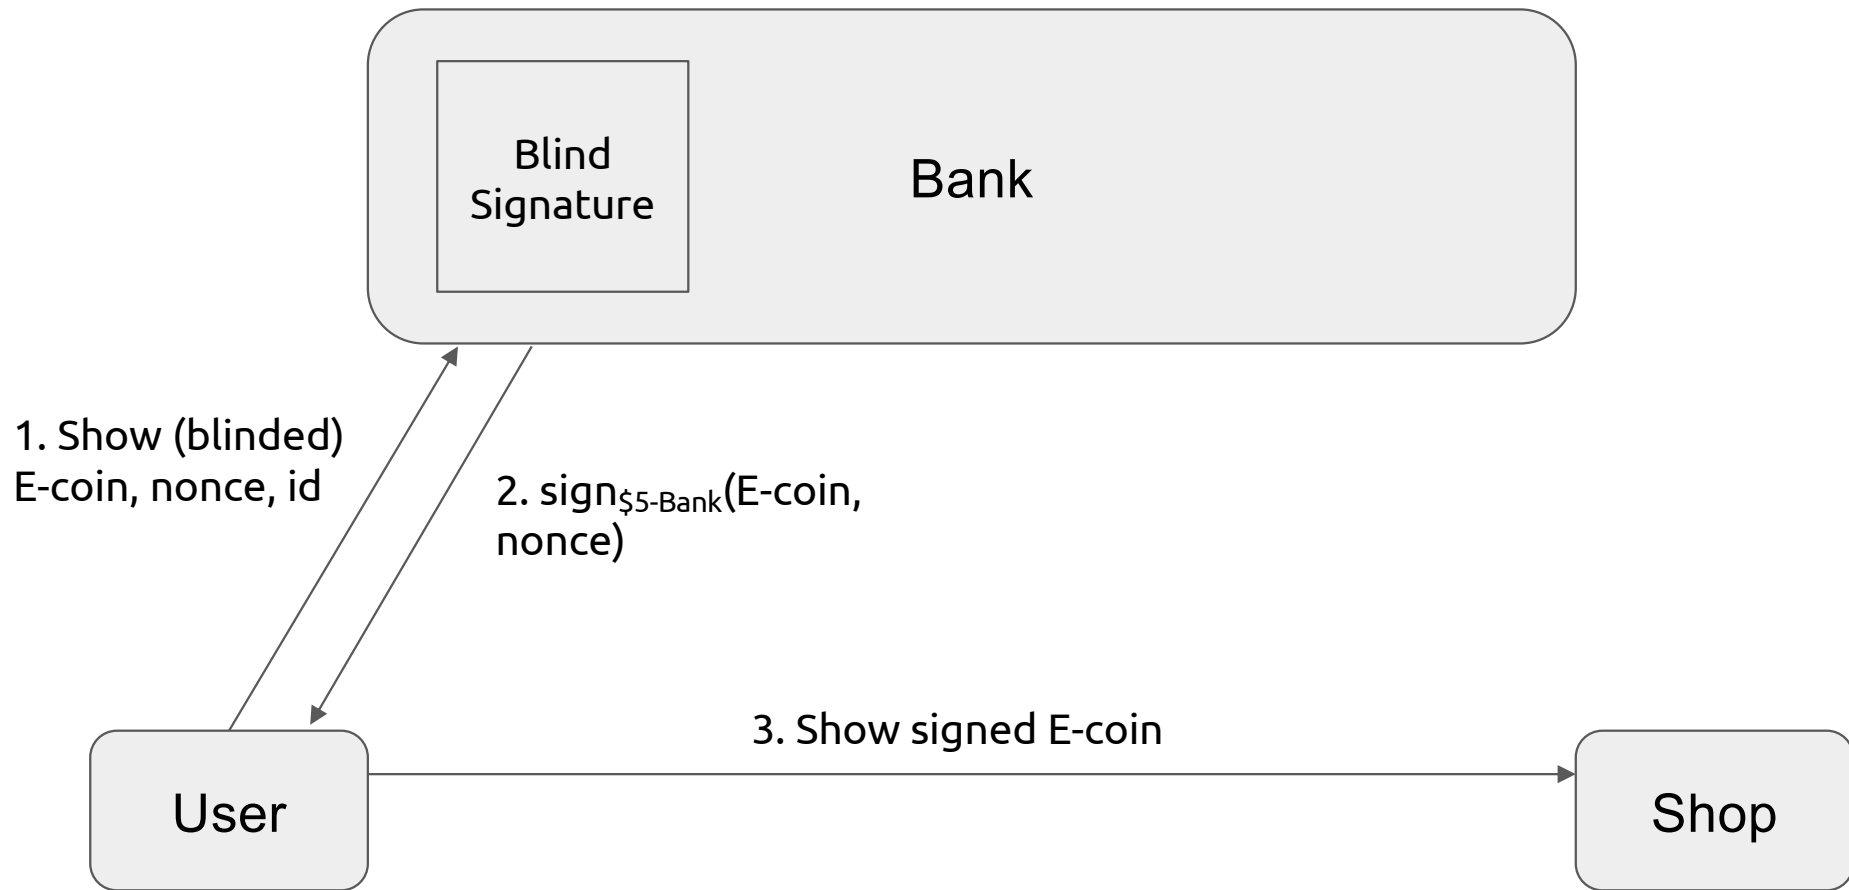 Blind
Signature
Bank
1. Show (blinded)
E-coin, nonce, id
2. sign$5-Bank(E-coin,
nonce)
3. Show signed E-coin
User
Shop